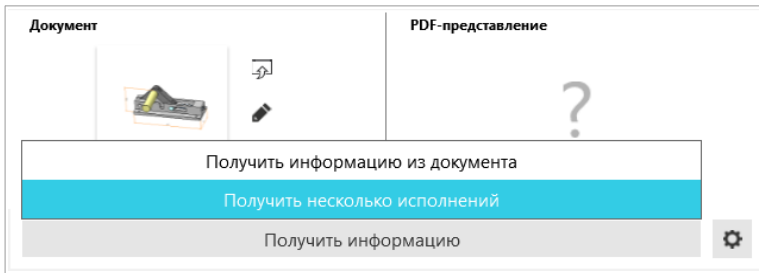 Документ
PDF-представление
?
Получить информацию из документа
Получить несколько исполнений
Получить информацию